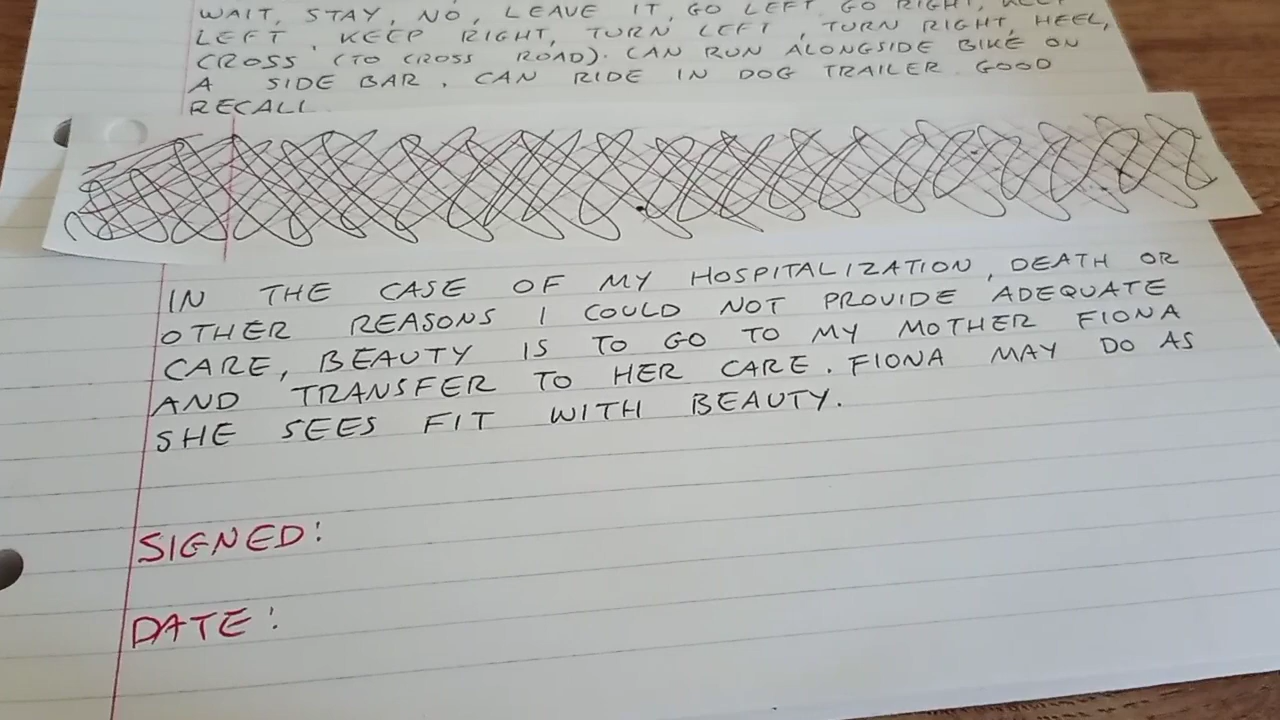 WAIT, STAY, NO, LEAVE IT, GO LEFT, GO RIGHT, KEEP
LEFT, KEEP RIGHT, TURN LEFT, TURN RIGHT, HEEL,
CROSS (TO CROSS ROAD). CAN RUN ALONGSIDE BIKE ON
A SIDE BAR, CAN RIDE IN DOG TRAILER. GOOD
RECALL.
IN THE CASE OF MY HOSPITALIZATION, DEATH OR
OTHER REASONS I COULD NOT PROVIDE ADEQUATE
CARE, BEAUTY IS TO GO TO MY MOTHER FIONA
AND TRANSFER TO HER CARE. FIONA MAY DO AS
SHE SEES FIT WITH BEAUTY.
SIGNED:
DATE: